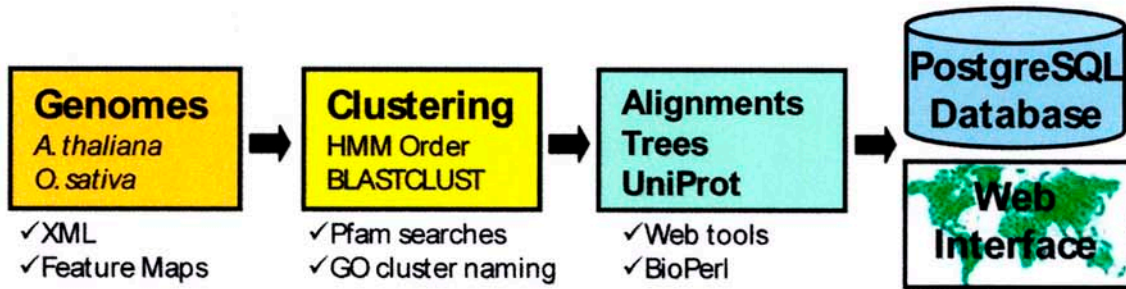 Genomes
A. thaliana
O. sativa
✓XML
✓Feature Maps
Clustering
HMM Order
BLASTCLUST
✓Pfam searches
✓GO cluster naming
Alignments
Trees
UniProt
✓Web tools
✓BioPerl
PostgreSQL
Database
Web
Interface